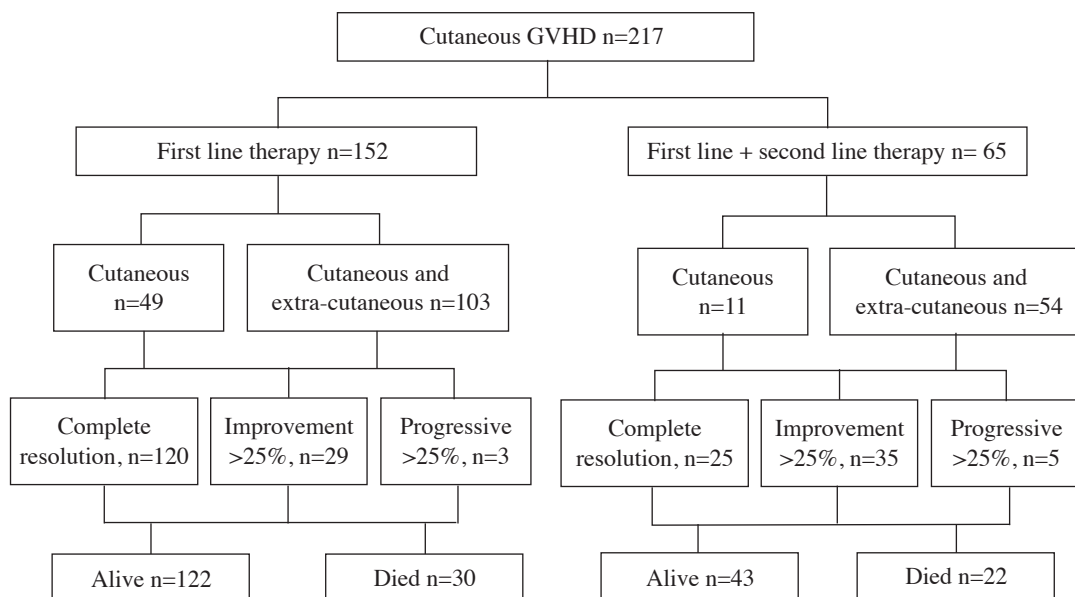 Cutaneous GVHD n=217
First line therapy n=152
First line + second line therapy n= 65
Cutaneous
n=49
Cutaneous and
extra-cutaneous n=103
Cutaneous
n=11
Cutaneous and
extra-cutaneous n=54
Complete
resolution, n=120
Improvement
>25%, n=29
Progressive
>25%, n=3
Complete
resolution, n=25
Improvement
>25%, n=35
Progressive
>25%, n=5
Alive n=122
Died n=30
Alive n=43
Died n=22